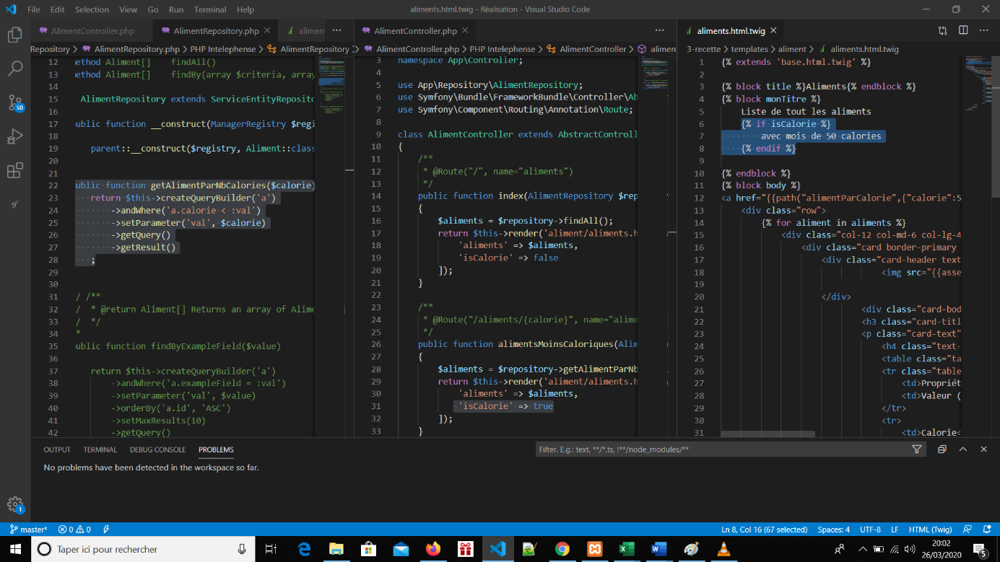 File Edit Selection View Go Run Terminal Help
aliments.html.twig - Réalisation - Visual Studio Code
AlimentController.php
AlimentRepository.php
aliment
Repository > AlimentRepository.php > PHP Intelephense > AlimentRepository
12 method Aliment[] findAll()
13 method Aliment[] findBy(array $criteria, array
14
15 AlimentRepository extends ServiceEntityReposito
16
17 public function __construct(ManagerRegistry $regi
18
19 parent::__construct($registry, Aliment::class
20
21
22 public function getAlimentParNbCalories($calorie)
23 return $this->createQueryBuilder('a')
24 ->andWhere('a.calorie < :val')
25 ->setParameter('val', $calorie)
26 ->getQuery()
27 ->getResult()
28 ;
29
30
31 / /**
32 / * @return Aliment[] Returns an array of Alime
33 / */
34 *
35 public function findByExampleField($value)
36
37 return $this->createQueryBuilder('a')
38 ->andWhere('a.exampleField = :val')
39 ->setParameter('val', $value)
40 ->orderBy('a.id', 'ASC')
41 ->setMaxResults(10)
42 ->getQuery()
AlimentController.php
AlimentController.php > PHP Intelephense > AlimentController > alimen
3 namespace App\Controller;
4
5 use App\Repository\AlimentRepository;
6 use Symfony\Bundle\FrameworkBundle\Controller\Ab
7 use Symfony\Component\Routing\Annotation\Route;
8
9 class AlimentController extends AbstractControll
10 {
11 /**
12 * @Route("/", name="aliments")
13 */
14 public function index(AlimentRepository $rep
15 {
16 $aliments = $repository->findAll();
17 return $this->render('aliment/aliments.h
18 'aliments' => $aliments,
19 'isCalorie' => false
20 ]);
21 }
22
23 /**
24 * @Route("/aliments/{calorie}", name="alime
25 */
26 public function alimentsMoinsCaloriques(Ali
27 {
28 $aliments = $repository->getAlimentParNb
29 return $this->render('aliment/aliments.h
30 'aliments' => $aliments,
31 'isCalorie' => true
32 ]);
33 }
aliments.html.twig
3-recette > templates > aliment > aliments.html.twig
1 {% extends 'base.html.twig' %}
2
3 {% block title %}Aliments{% endblock %}
4 {% block monTitre %}
5 Liste de tout les aliments
6 {% if isCalorie %}
7 avec mois de 50 calories
8 {% endif %}
9
10 {% endblock %}
11 {% block body %}
12 <a href="{{path("alimentParCalorie",{"calorie":5
13 <div class="row">
14 {% for aliment in aliments %}
15 <div class="col-12 col-md-6 col-lg-4
16 <div class="card border-primary
17 <div class="card-header text
18 <img src="{{asse
19
20 </div>
21 <div class="card-bod
22 <h3 class="card-titl
23 <p class="card-text"
24 <h4 class="text-
25 <table class="ta
26 <tr class="table
27 <td>Propriét
28 <td>Valeur (
29 </tr>
30 <tr>
31 <td>Calorie<
50
1
OUTPUT TERMINAL DEBUG CONSOLE PROBLEMS
Filter. E.g.: text, **/*.ts, !**/node_modules/**
No problems have been detected in the workspace so far.
master* 0 0
Ln 8, Col 16 (67 selected) Spaces: 4 UTF-8 LF HTML (Twig)
Taper ici pour rechercher
20:02
26/03/2020
5